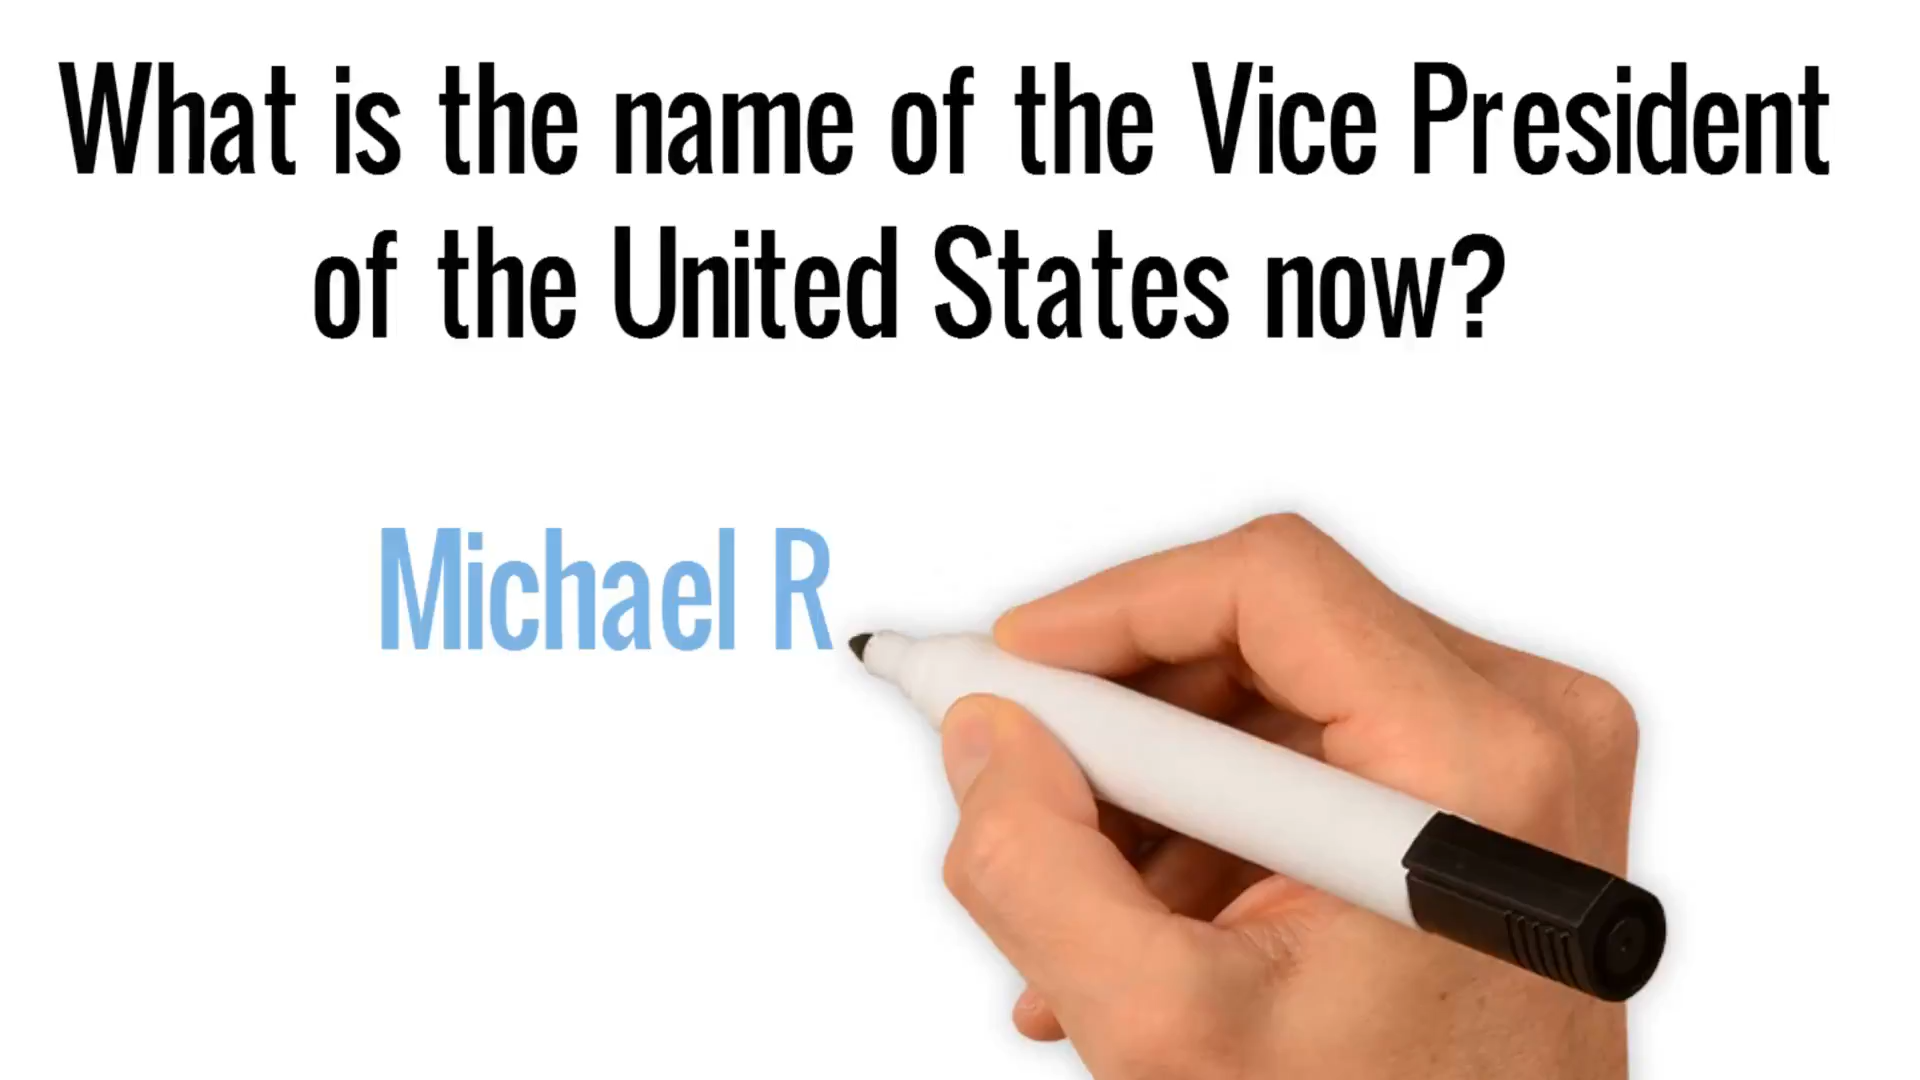 What is the name of the Vice President
of the United States now?
Michael R